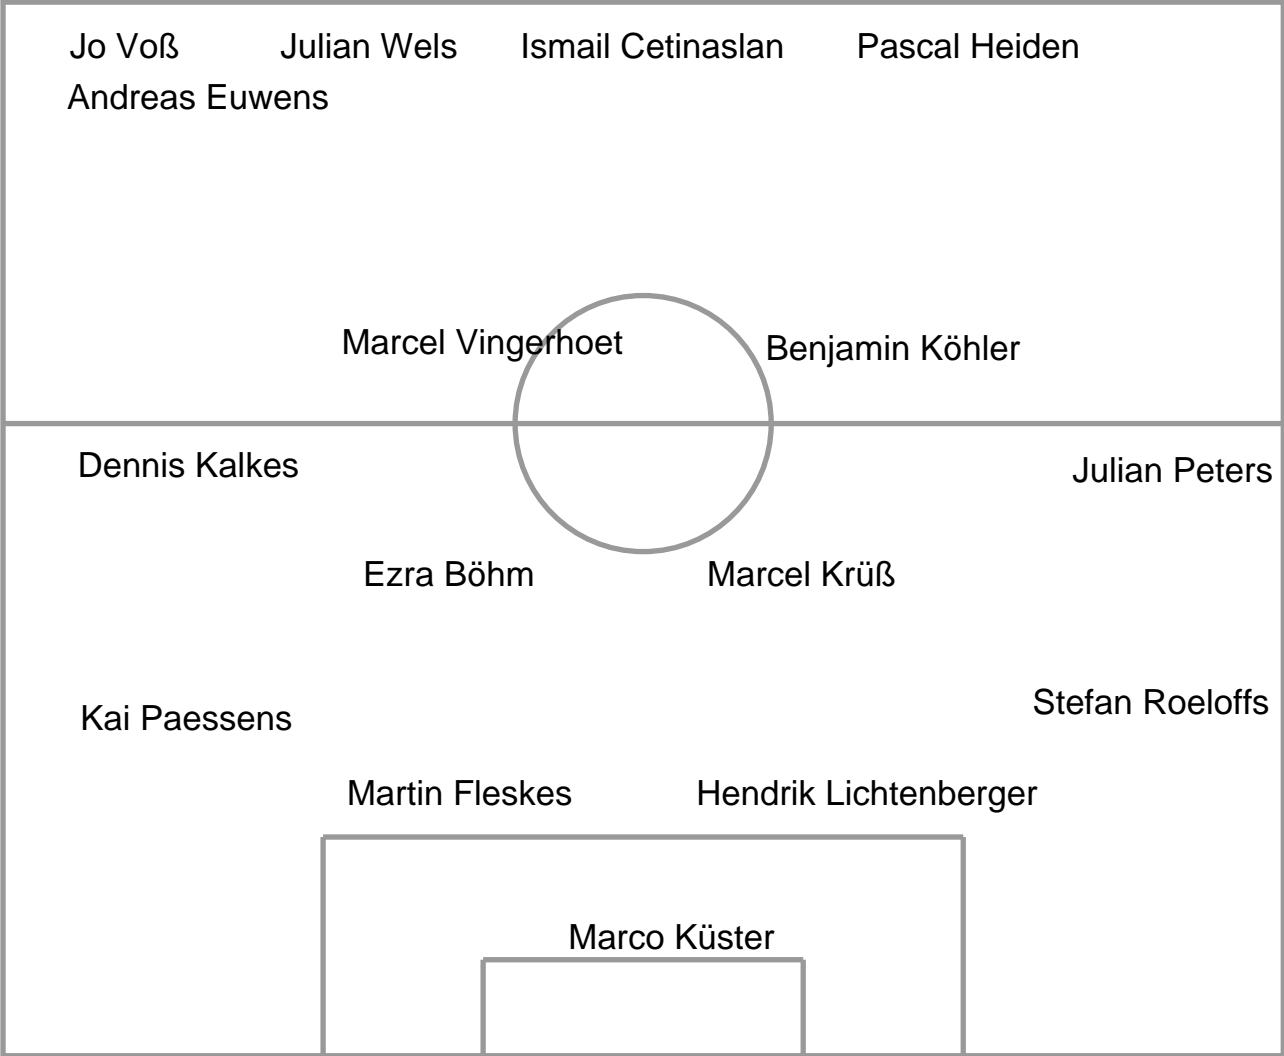 Jo Voß Julian Wels Ismail Cetinaslan Pascal Heiden
Andreas Euwens
Marcel Vingerhoet Benjamin Köhler
Dennis Kalkes Julian Peters
Ezra Böhm Marcel Krüß
Kai Paessens Stefan Roeloffs
Martin Fleskes Hendrik Lichtenberger
Marco Küster